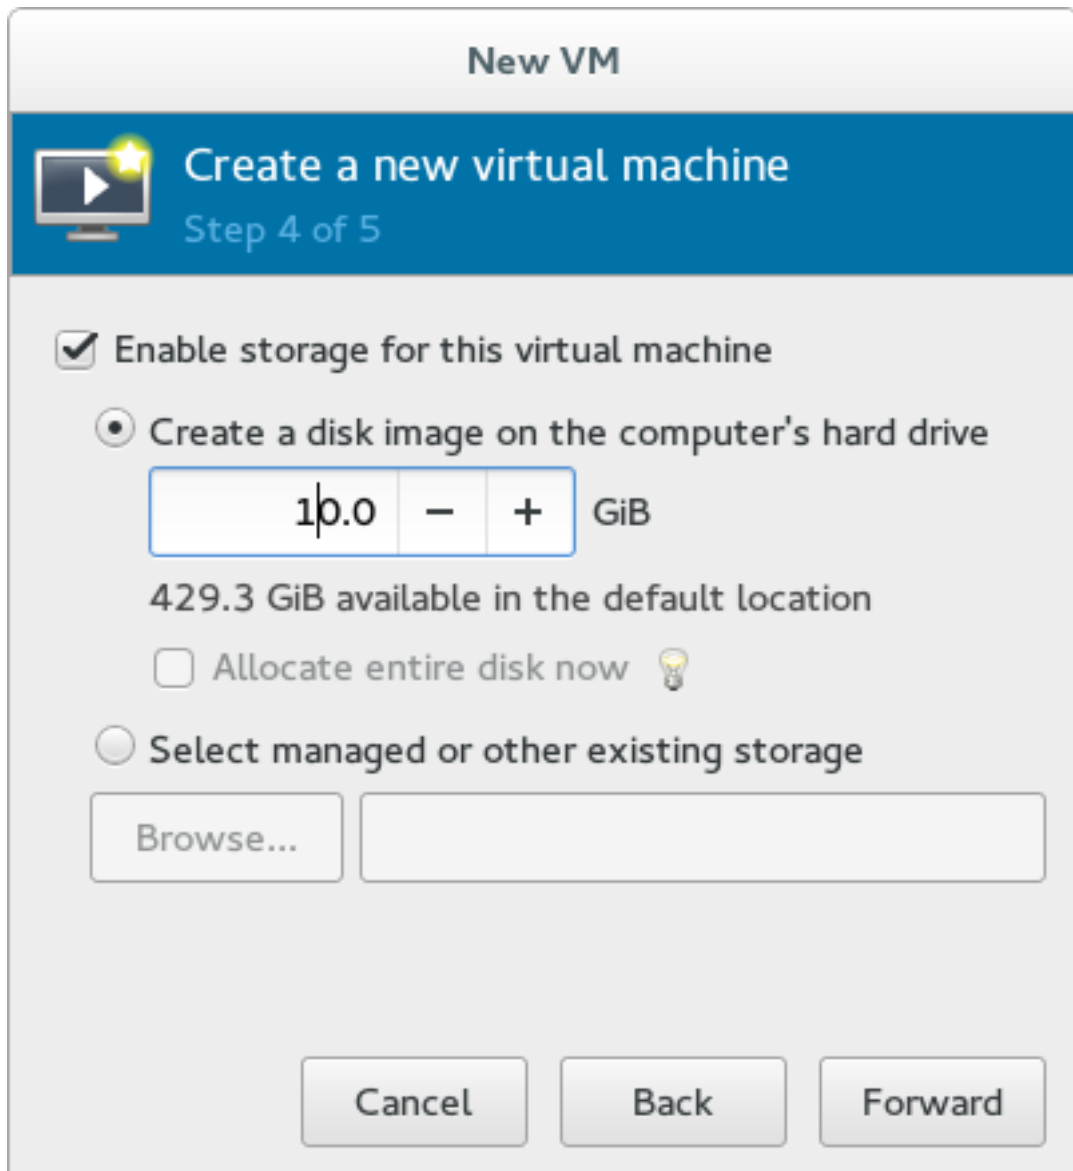 New VM
Create a new virtual machine
Step 4 of 5
Enable storage for this virtual machine
Create a disk image on the computer's hard drive
10.0 − + GiB
429.3 GiB available in the default location
Allocate entire disk now
Select managed or other existing storage
Browse...
Cancel Back Forward